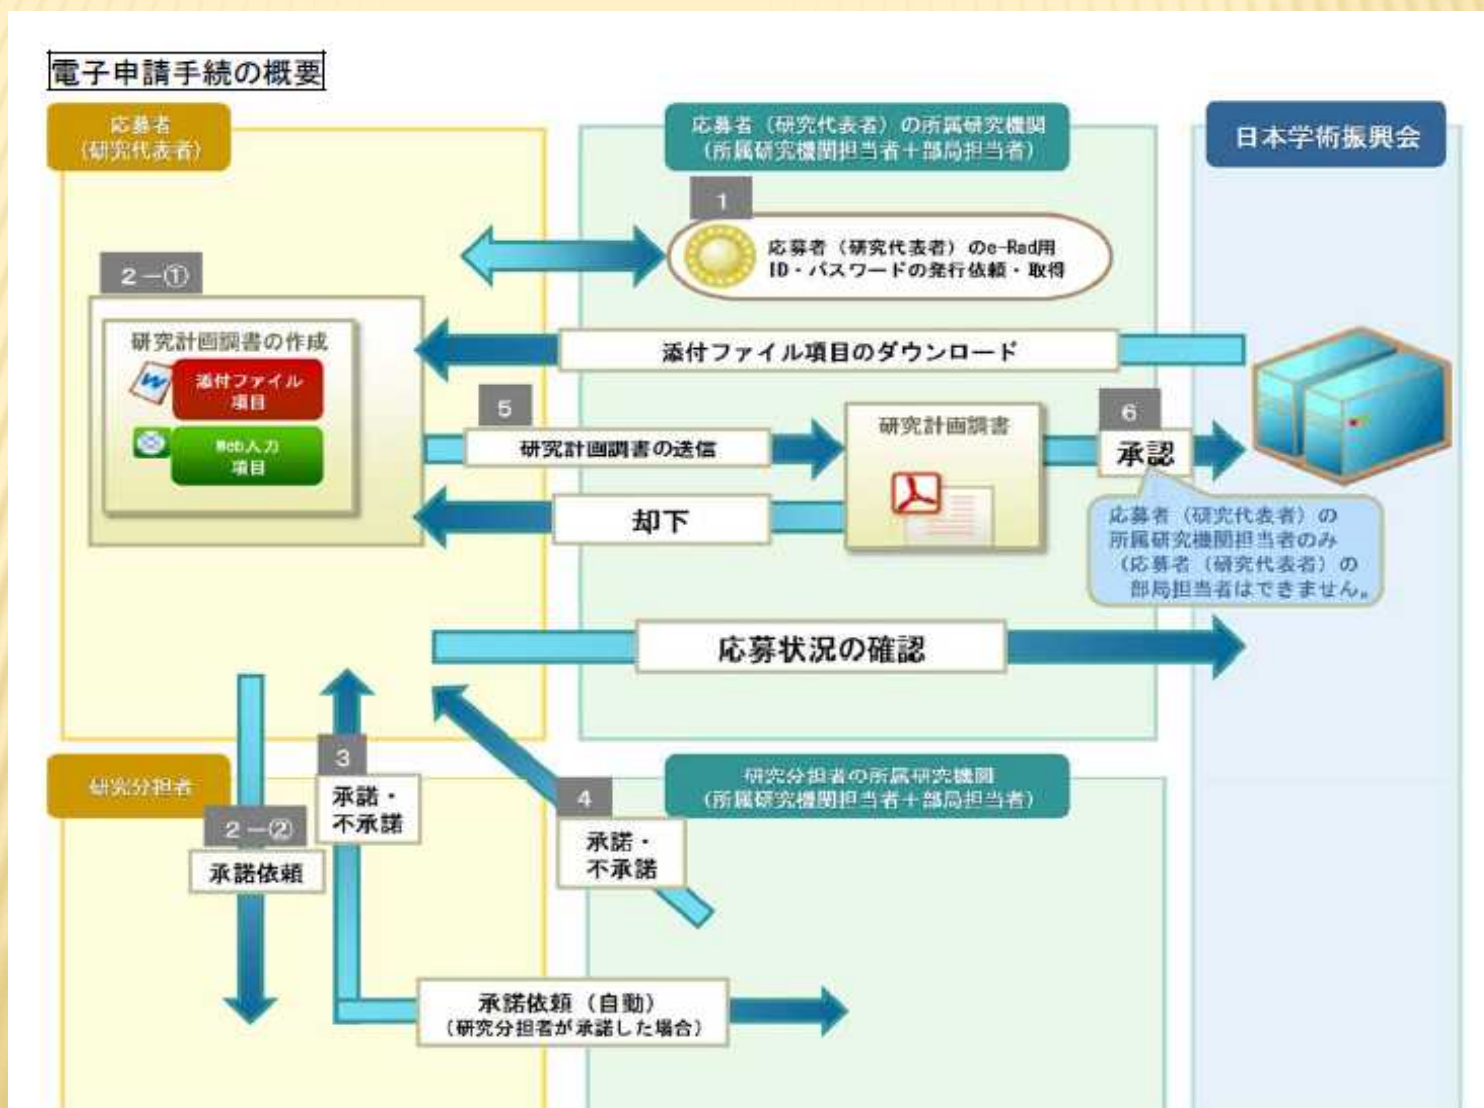 電子申請手続の概要
応募者
(研究代表者)
応募者(研究代表者)の所属研究機関
(所属研究機関担当者+部局担当者)
日本学術振興会
1
応募者(研究代表者)のe-Rad用
ID・パスワードの発行依頼・取得
2-①
研究計画調書の作成
添付ファイル
項目
Web入力
項目
添付ファイル項目のダウンロード
5
研究計画調書の送信
研究計画調書
6
承認
却下
応募者(研究代表者)の
所属研究機関担当者のみ
(応募者(研究代表者)の
部局担当者はできません。
応募状況の確認
研究分担者
3
承諾・
不承諾
2-②
承諾依頼
4
承諾・
不承諾
研究分担者の所属研究機関
(所属研究機関担当者+部局担当者)
承諾依頼(自動)
(研究分担者が承諾した場合)